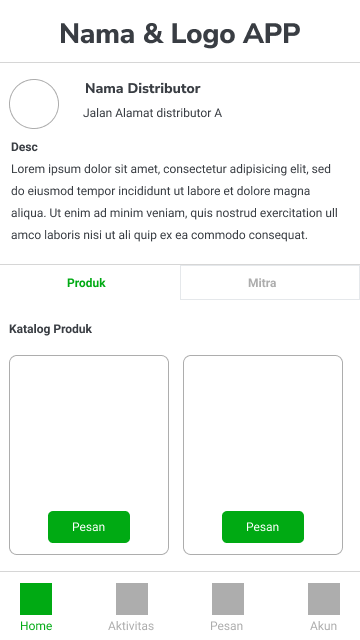 Nama & Logo APP
Nama Distributor
Jalan Alamat distributor A
Desc
Lorem ipsum dolor sit amet, consectetur adipisicing elit, sed
do eiusmod tempor incididunt ut labore et dolore magna
aliqua. Ut enim ad minim veniam, quis nostrud exercitation ull
amco laboris nisi ut ali quip ex ea commodo consequat.
Produk
Mitra
Katalog Produk
Pesan
Pesan
Home
Aktivitas
Pesan
Akun